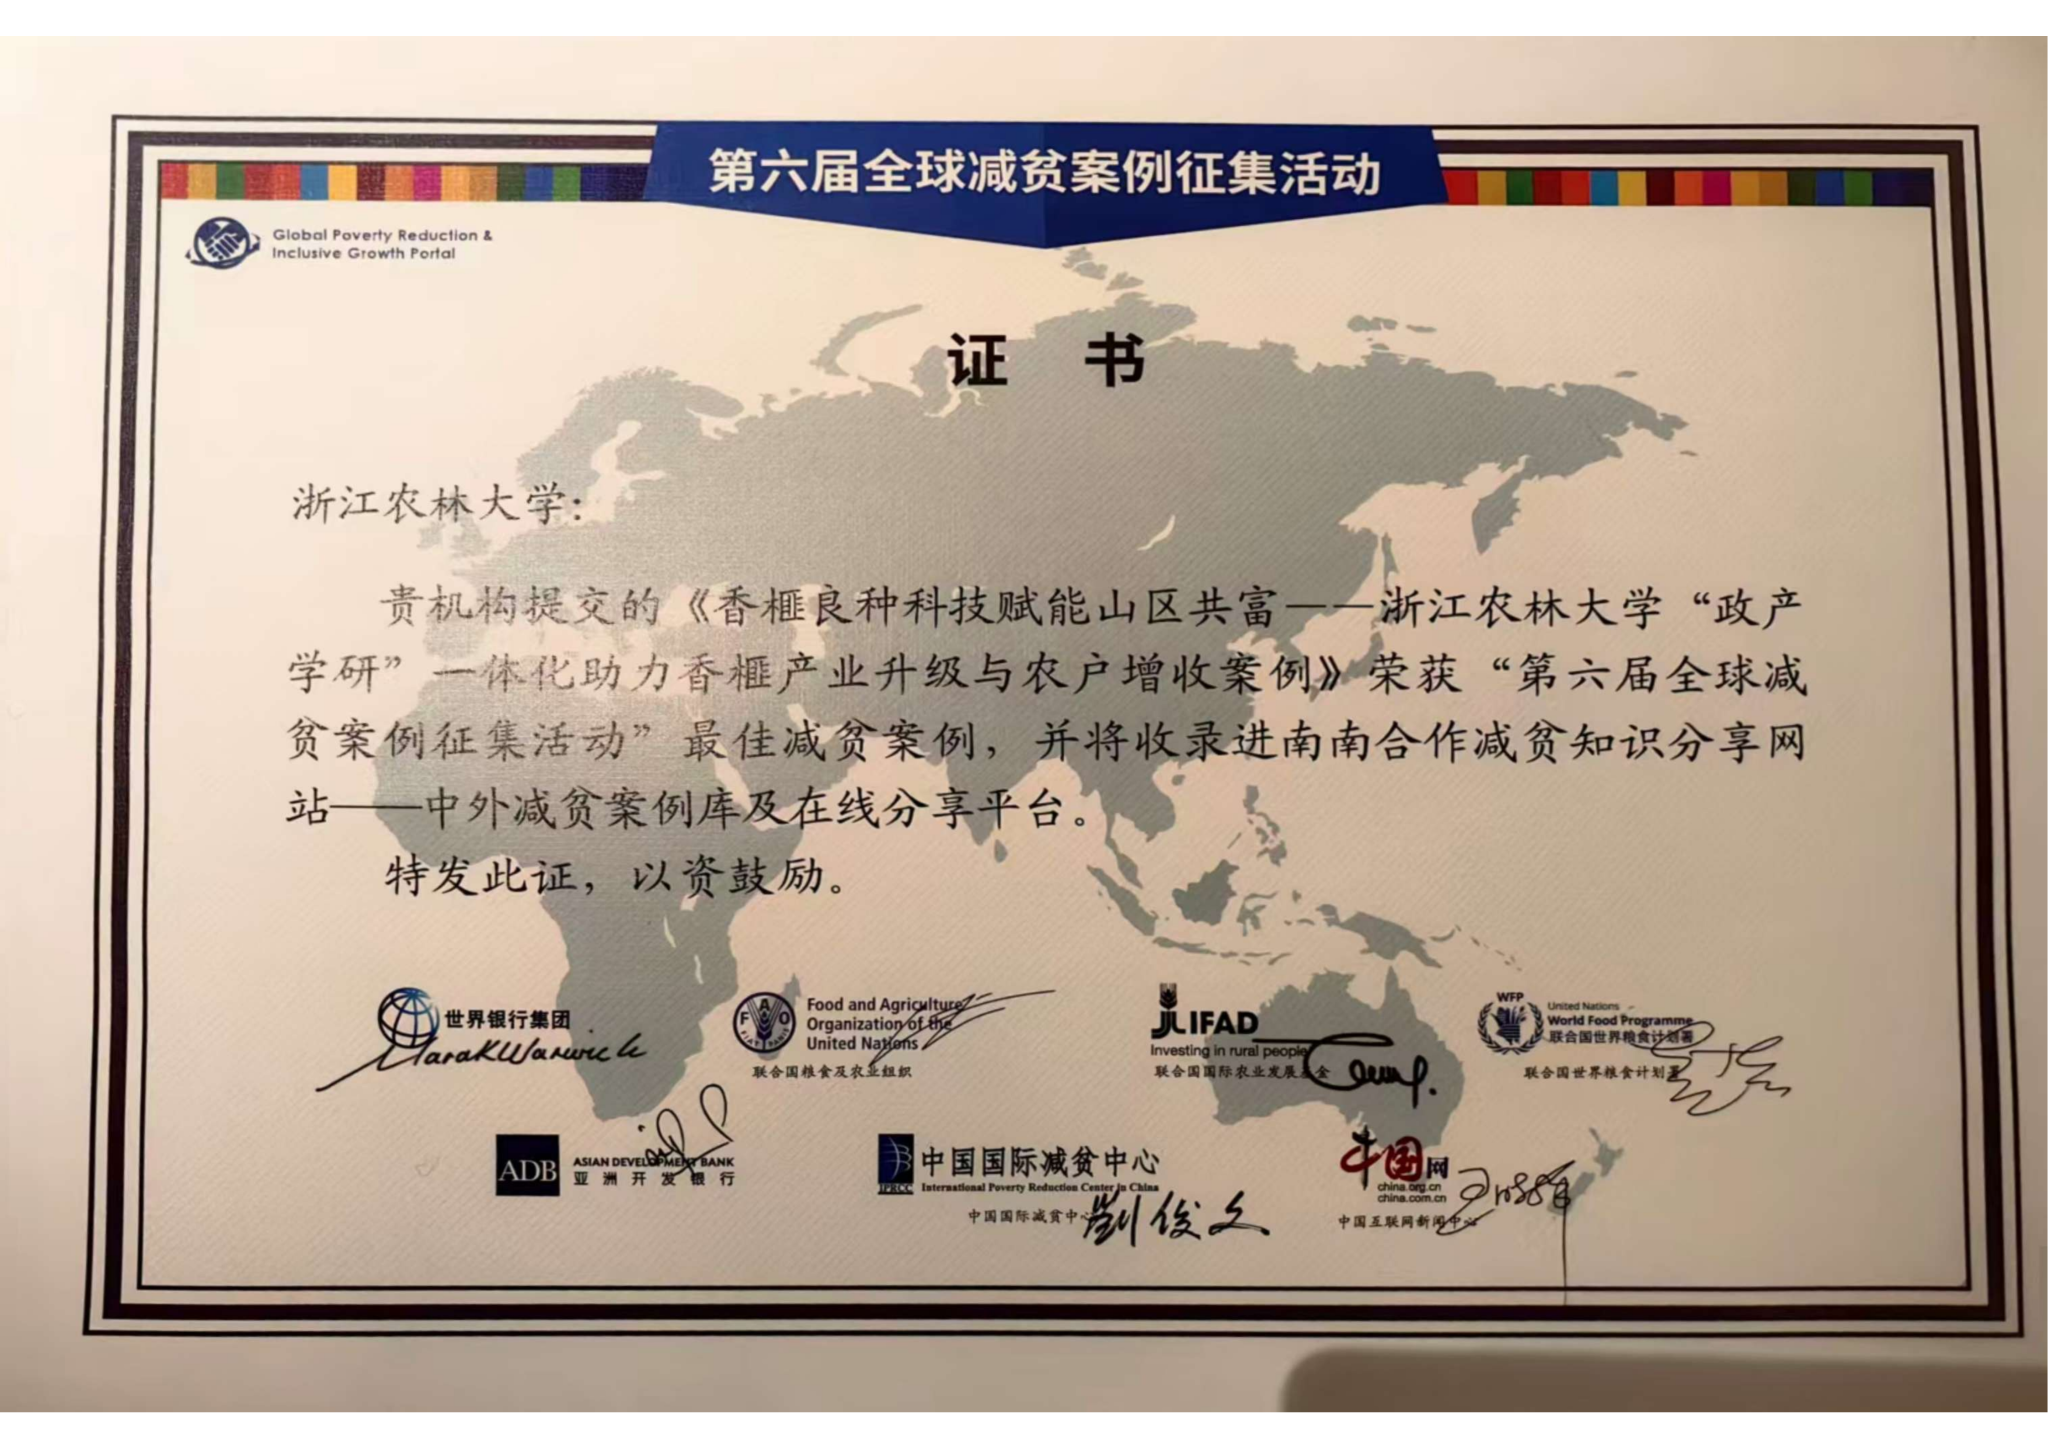 第六届全球减贫案例征集活动
Global Poverty Reduction &
Inclusive Growth Portal
证 书
浙江农林大学：
贵机构提交的《香榧良种科技赋能山区共富——浙江农林大学“政产
学研”一体化助力香榧产业升级与农户增收案例》荣获“第六届全球减
贫案例征集活动”最佳减贫案例，并将收录进南南合作减贫知识分享网
站——中外减贫案例库及在线分享平台。
特发此证，以资鼓励。
世界银行集团
MaraKWarwick
FAO
FIAT PANIS
Food and Agriculture
Organization of the
United Nations
联合国粮食及农业组织
JLIFAD
Investing in rural people
联合国国际农业发展基金
WFP
United Nations
World Food Programme
联合国世界粮食计划署
联合国世界粮食计划署
ADB
ASIAN DEVELOPMENT BANK
亚洲开发银行
IPRCC
中国国际减贫中心
International Poverty Reduction Center in China
中国国际减贫中心
劉俊文
中国网
china.org.cn
china.com.cn
中国互联网新闻中心